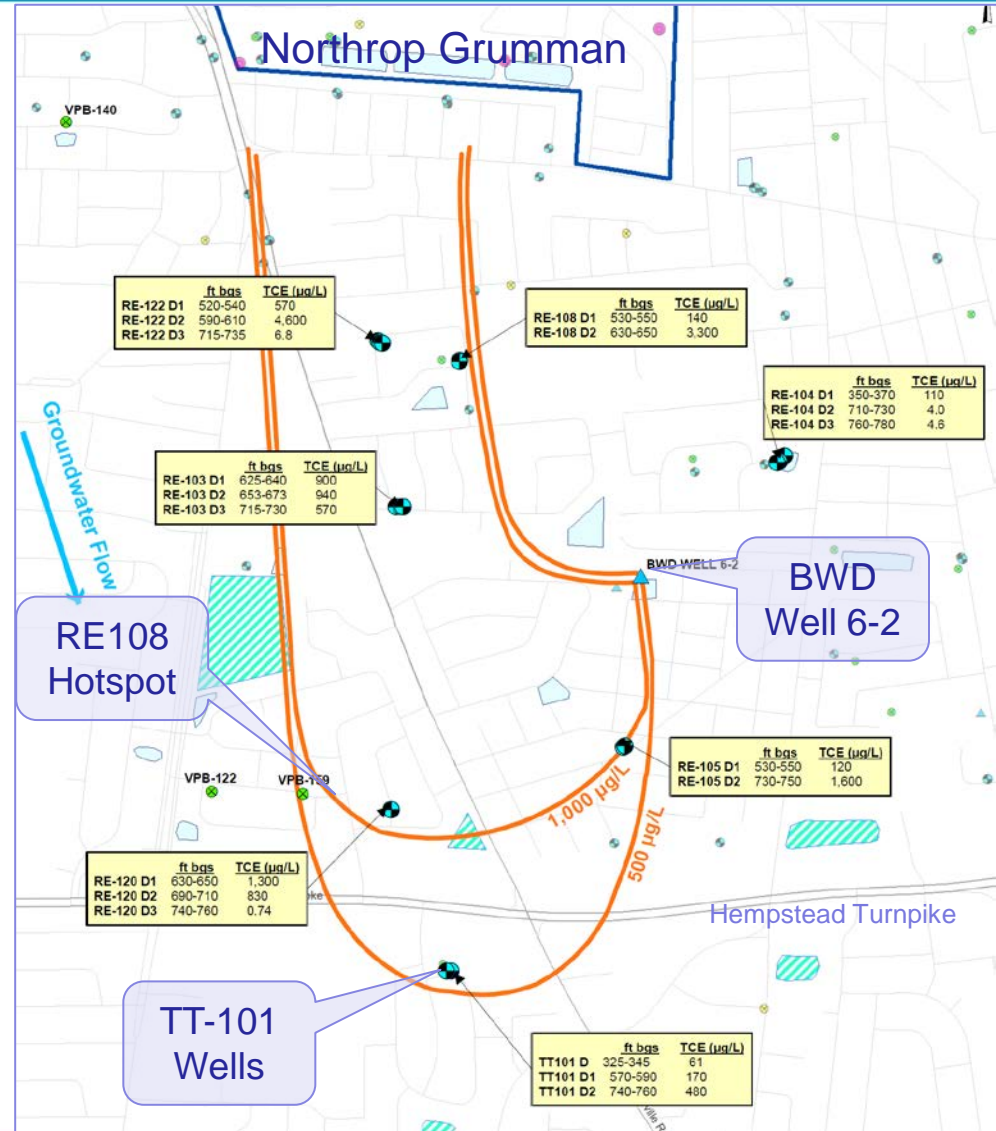 Northrop Grumman
VPB-140
ft bgs TCE (µg/L)
RE-122 D1 520-540 570
RE-122 D2 590-610 4,600
RE-122 D3 715-735 6.8
ft bgs TCE (µg/L)
RE-108 D1 530-550 140
RE-108 D2 630-650 3,300
ft bgs TCE (µg/L)
RE-104 D1 350-370 110
RE-104 D2 710-730 4.0
RE-104 D3 760-780 4.6
Groundwater Flow
ft bgs TCE (µg/L)
RE-103 D1 625-640 900
RE-103 D2 653-673 940
RE-103 D3 715-730 570
BWD WELL 6-2
BWD
Well 6-2
RE108
Hotspot
ft bgs TCE (µg/L)
RE-105 D1 530-550 120
RE-105 D2 730-750 1,600
VPB-122
VPB-159
1,000 µg/L
500 µg/L
ft bgs TCE (µg/L)
RE-120 D1 630-650 1,300
RE-120 D2 690-710 830
RE-120 D3 740-760 0.74
Hempstead Turnpike
TT-101
Wells
ft bgs TCE (µg/L)
TT101 D 325-345 61
TT101 D1 570-590 170
TT101 D2 740-760 480